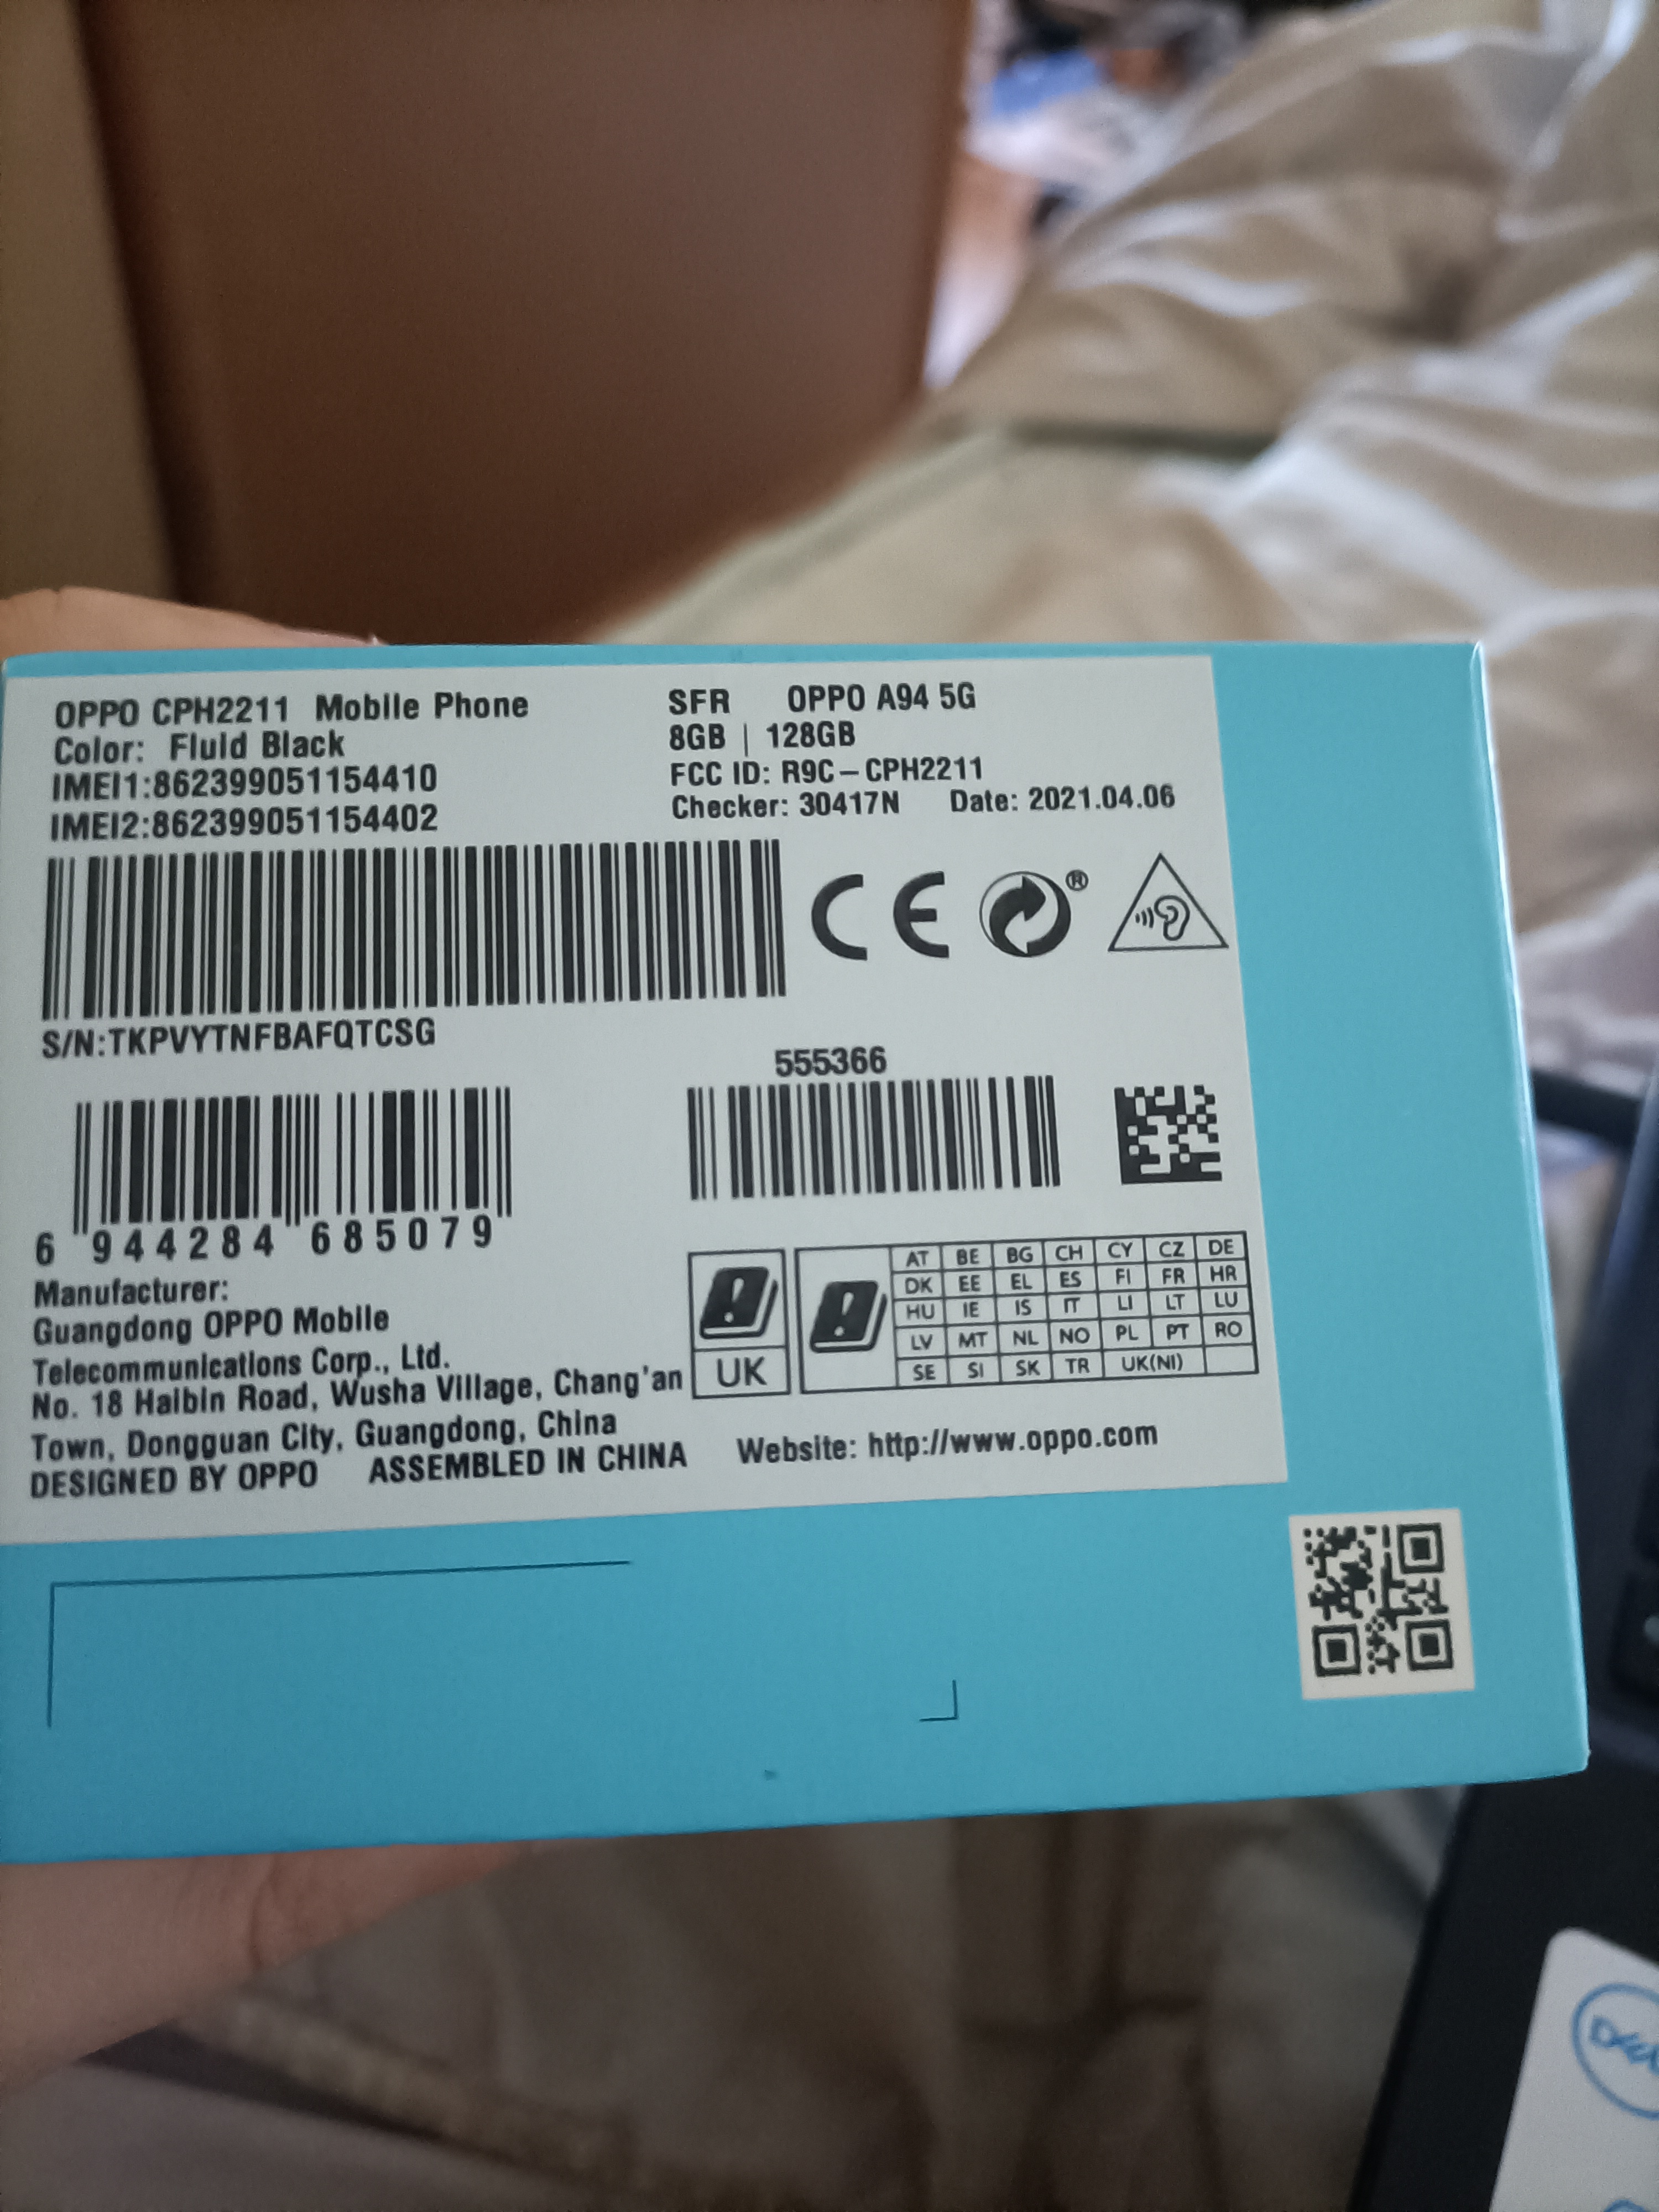 OPPO CPH2211 Mobile Phone
Color: Fluid Black
IMEI1:862399051154410
IMEI2:862399051154402
SFR OPPO A94 5G
8GB | 128GB
FCC ID: R9C-CPH2211
Checker: 30417N Date: 2021.04.06
CE
®
S/N:TKPVYTNFBAFQTCSG
555366
6 944284 685079
Manufacturer:
Guangdong OPPO Mobile
Telecommunications Corp., Ltd.
No. 18 Haibin Road, Wusha Village, Chang'an
Town, Dongguan City, Guangdong, China
DESIGNED BY OPPO ASSEMBLED IN CHINA
UK
AT BE BG CH CY CZ DE
DK EE EL ES FI FR HR
HU IE IS IT LI LT LU
LV MT NL NO PL PT RO
SE SI SK TR UK(NI)
Website: http://www.oppo.com